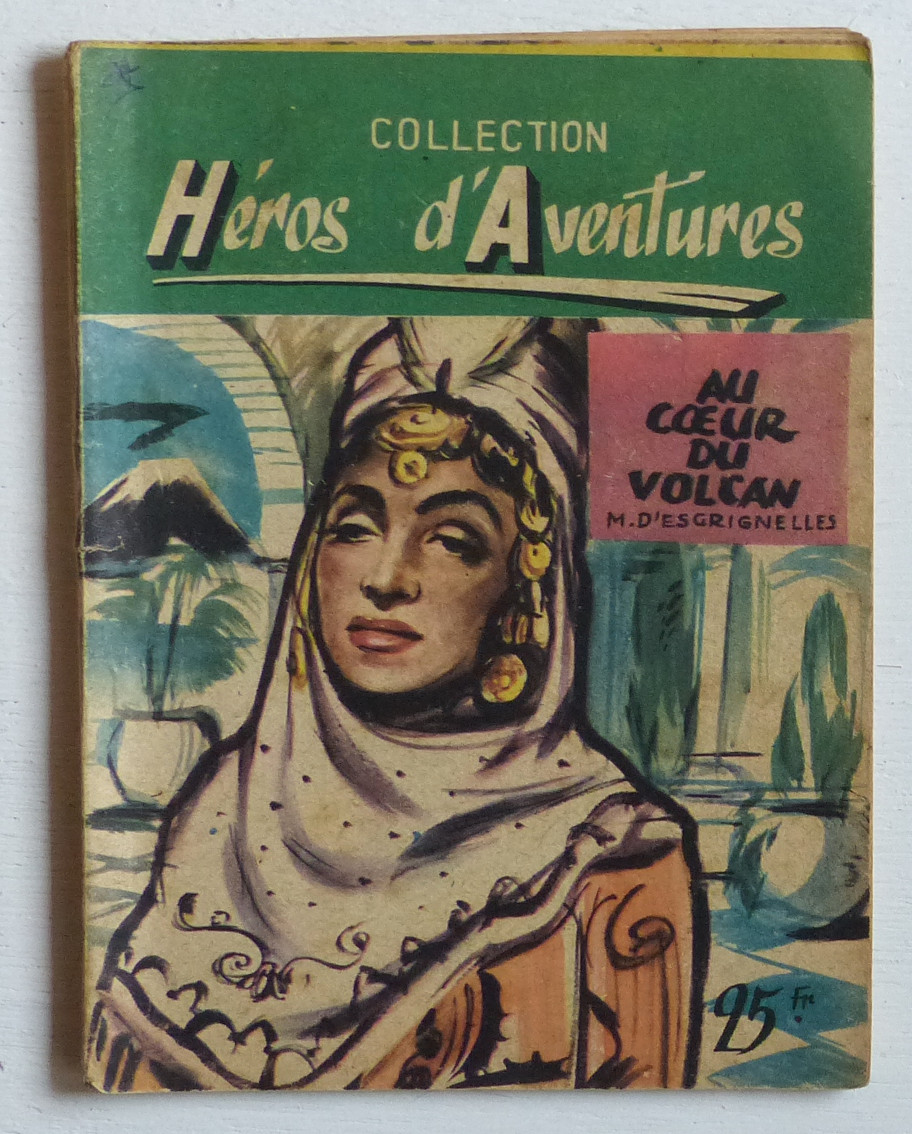 COLLECTION
Héros d'Aventures
AU
CŒUR
DU
VOLCAN
M. D'ESGRIGNELLES
25 Fr.